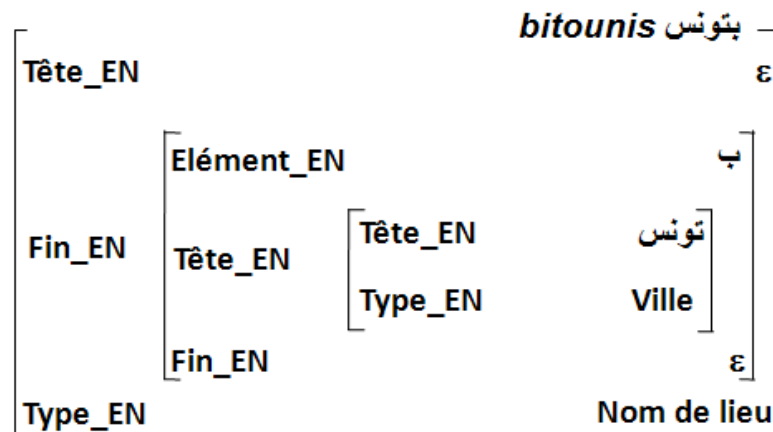 بتونس bitounis
Tête_EN ε
Elément_EN ب
Fin_EN Tête_EN Tête_EN تونس
Type_EN Ville
Fin_EN ε
Type_EN Nom de lieu